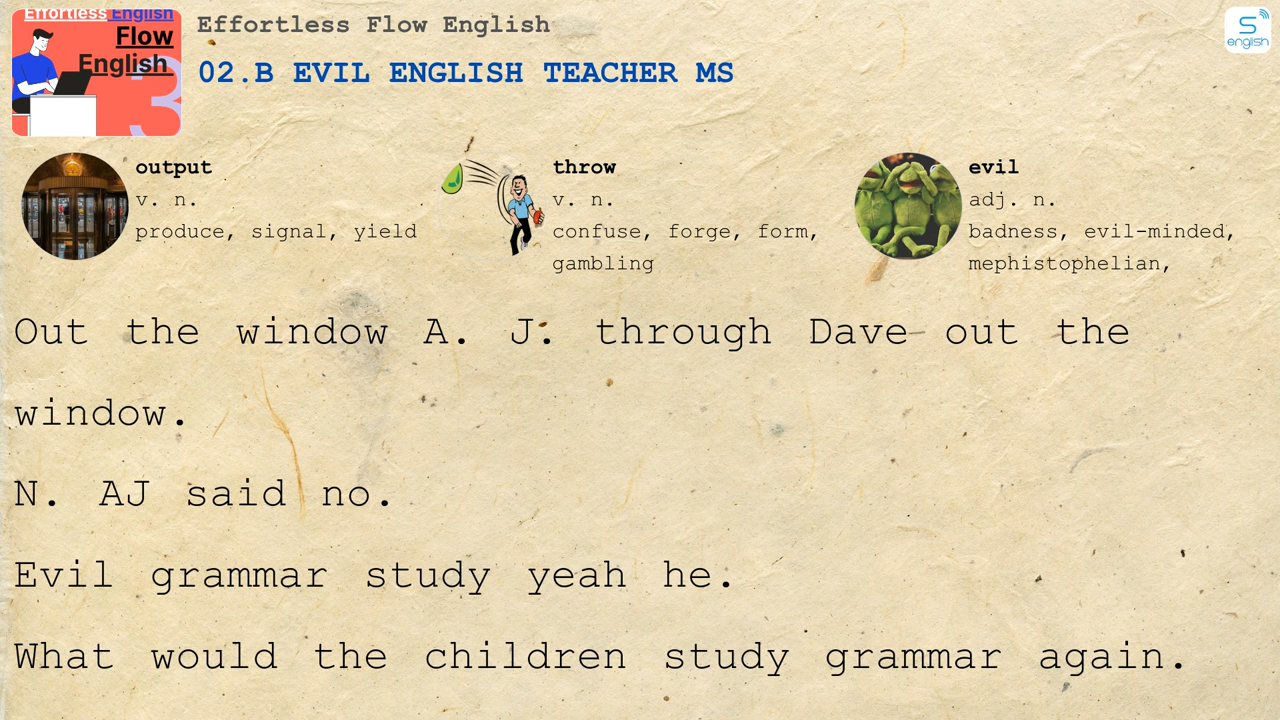 Effortless English
Flow
English
3
Effortless Flow English
02.B EVIL ENGLISH TEACHER MS
S
english
output
v. n.
produce, signal, yield
throw
v. n.
confuse, forge, form,
gambling
evil
adj. n.
badness, evil-minded,
mephistophelian,
Out the window A. J. through Dave out the
window.
N. AJ said no.
Evil grammar study yeah he.
What would the children study grammar again.